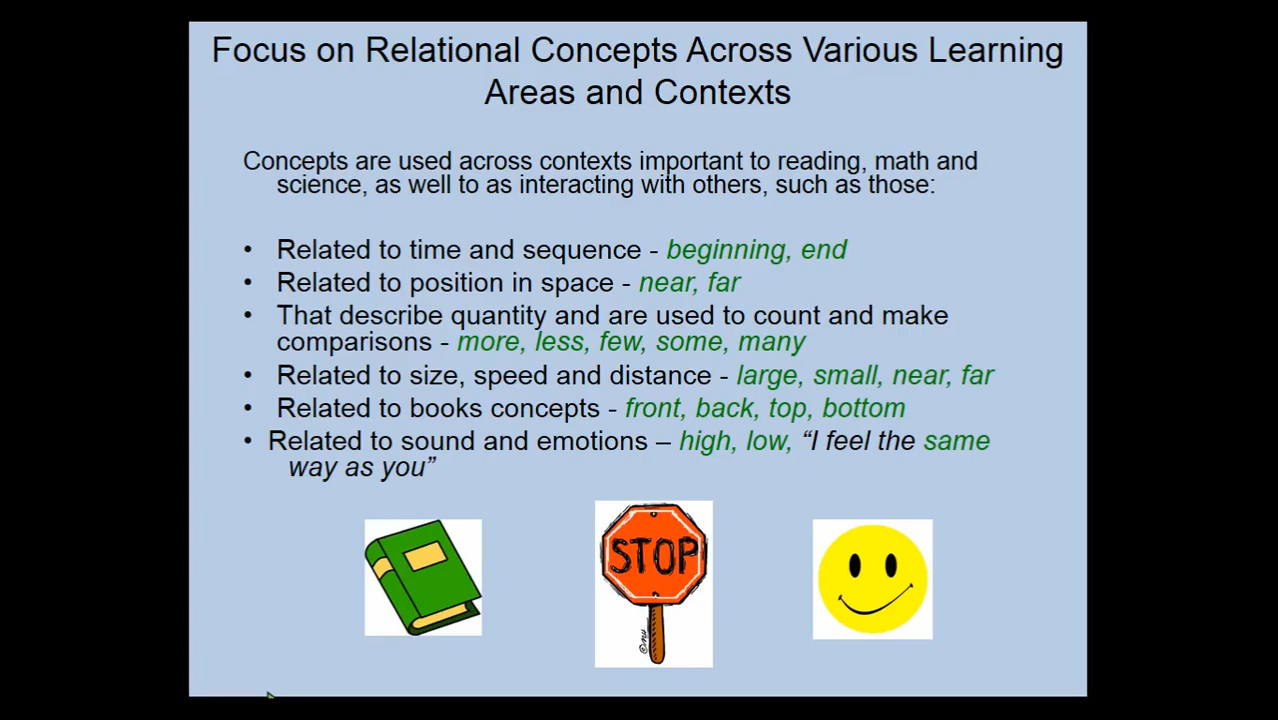 Focus on Relational Concepts Across Various Learning
Areas and Contexts
Concepts are used across contexts important to reading, math and
science, as well to as interacting with others, such as those:
• Related to time and sequence - beginning, end
• Related to position in space - near, far
• That describe quantity and are used to count and make
comparisons - more, less, few, some, many
• Related to size, speed and distance - large, small, near, far
• Related to books concepts - front, back, top, bottom
• Related to sound and emotions – high, low, “I feel the same
way as you”
STOP